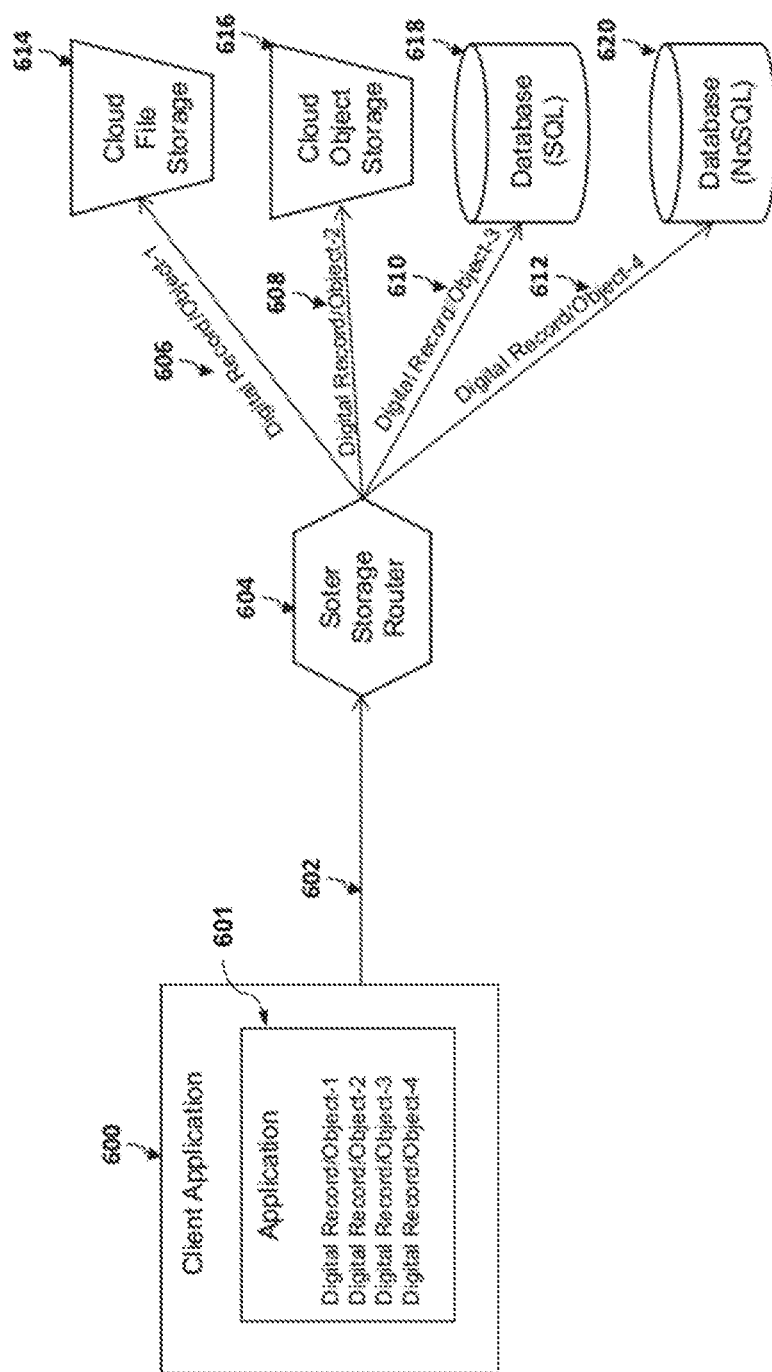 600
Client Application
601
Application
Digital Record/Object-1
Digital Record/Object-2
Digital Record/Object-3
Digital Record/Object-4
602
604
Soter
Storage
Router
606
Digital Record/Object-1
608
Digital Record/Object-2
610
Digital Record/Object-3
612
Digital Record/Object-4
614
Cloud
File
Storage
616
Cloud
Object
Storage
618
Database
(SQL)
620
Database
(NoSQL)